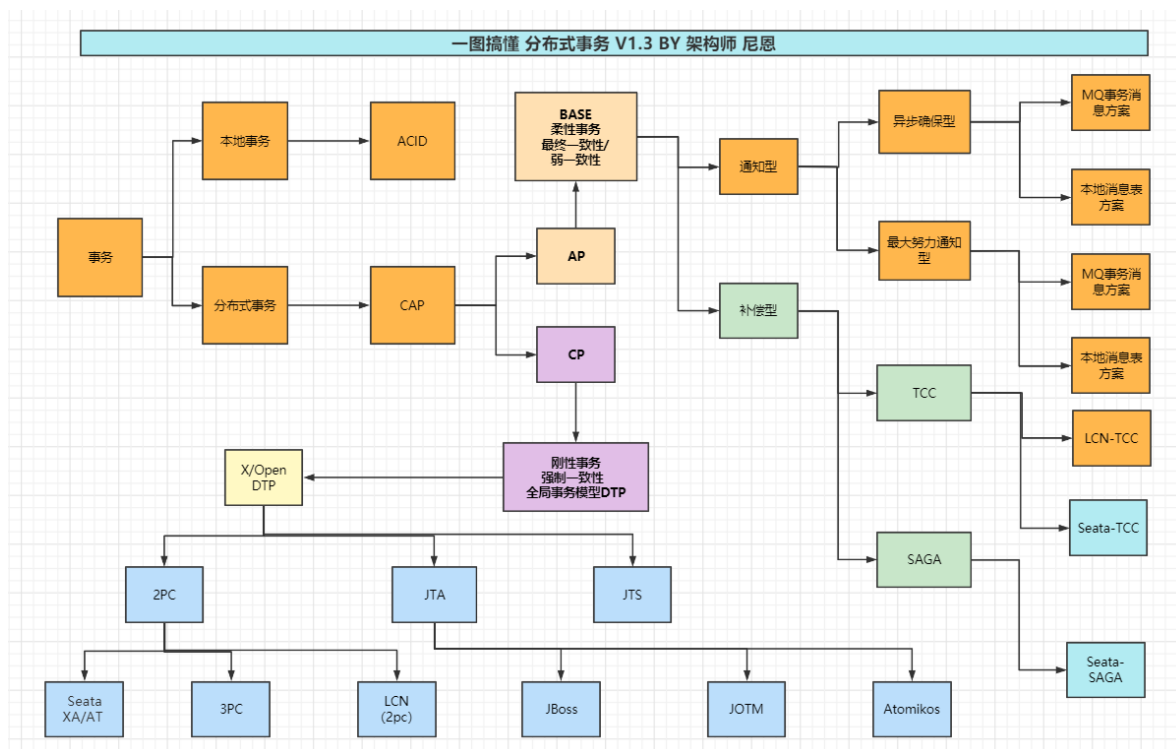 一图搞懂 分布式事务 V1.3 BY 架构师 尼恩
事务
本地事务
ACID
分布式事务
CAP
BASE
柔性事务
最终一致性/
弱一致性
AP
CP
刚性事务
强制一致性
全局事务模型DTP
通知型
异步确保型
MQ事务消
息方案
本地消息表
方案
最大努力通知
型
MQ事务消
息方案
本地消息表
方案
补偿型
TCC
LCN-TCC
Seata-TCC
SAGA
Seata-
SAGA
X/Open
DTP
2PC
JTA
JTS
Seata
XA/AT
3PC
LCN
(2pc)
JBoss
JOTM
Atomikos